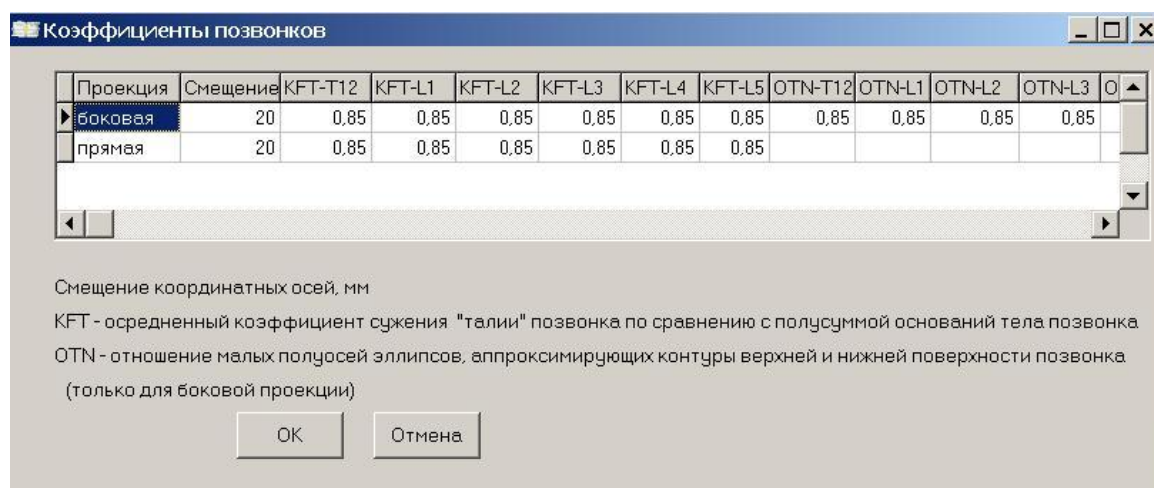 Коэффициенты позвонков
Проекция Смещение KFT-T12 KFT-L1 KFT-L2 KFT-L3 KFT-L4 KFT-L5 OTN-T12 OTN-L1 OTN-L2 OTN-L3 O
боковая 20 0,85 0,85 0,85 0,85 0,85 0,85 0,85 0,85 0,85 0,85
прямая 20 0,85 0,85 0,85 0,85 0,85 0,85
Смещение координатных осей, мм
KFT - осредненный коэффициент сужения "талии" позвонка по сравнению с полусуммой оснований тела позвонка
OTN - отношение малых полуосей эллипсов, аппроксимирующих контуры верхней и нижней поверхности позвонка
(только для боковой проекции)
OK Отмена